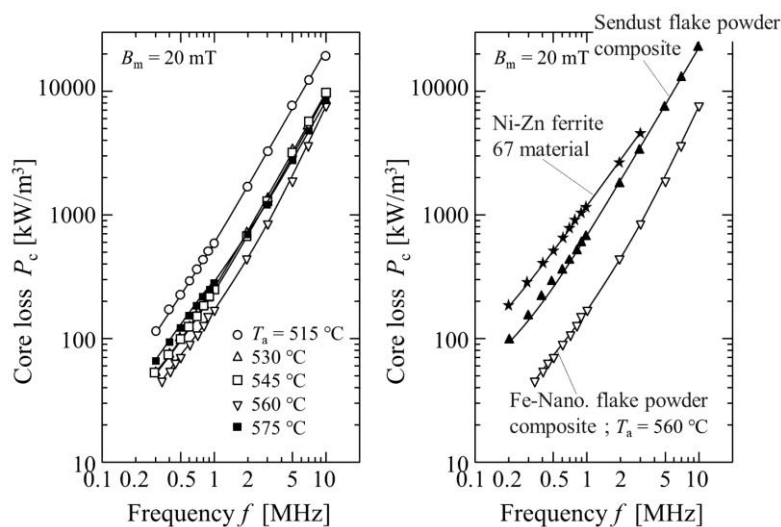 B_m = 20 mT
Core loss P_c [kW/m³]
10000
1000
100
10
T_a = 515 °C
530 °C
545 °C
560 °C
575 °C
0.1
0.5
1
2
5
10
Frequency f [MHz]
Sendust flake powder
composite
B_m = 20 mT
Ni-Zn ferrite
67 material
Core loss P_c [kW/m³]
10000
1000
100
10
Fe-Nano. flake powder
composite ; T_a = 560 °C
0.1
0.2
0.5
1
2
5
10
Frequency f [MHz]